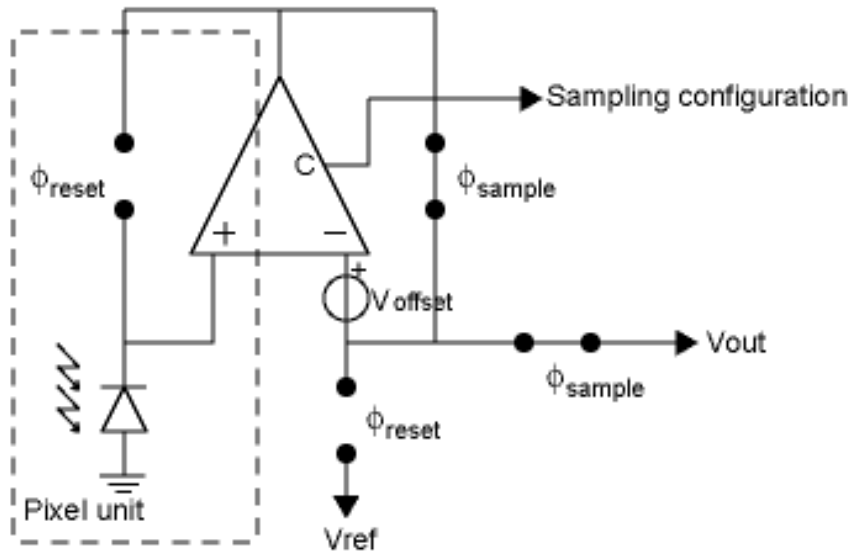 Sampling configuration
C
ϕreset
ϕsample
+
−
+
Voffset
Vout
ϕsample
ϕreset
Pixel unit
Vref